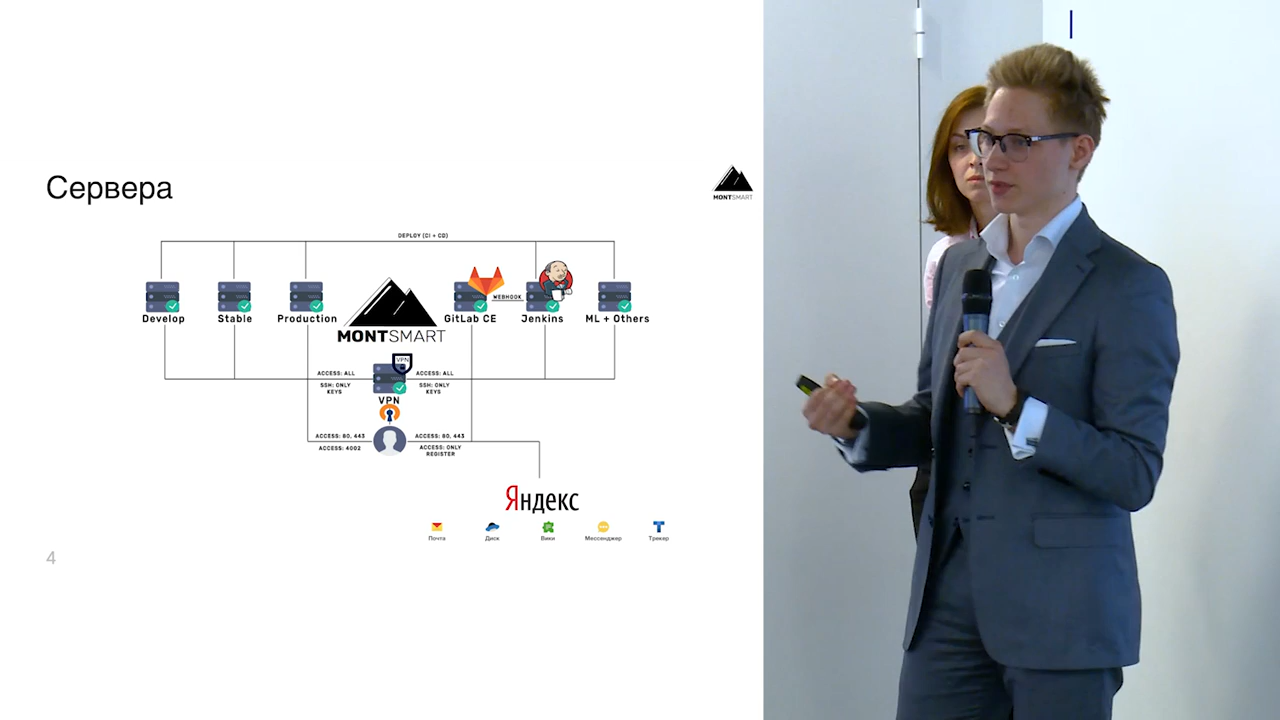 Сервера
MONTSMART
DEPLOY (CI + CD)
WEBHOOK
Develop
Stable
Production
MONTSMART
GitLab CE
Jenkins
ML + Others
VPN
ACCESS: ALL
ACCESS: ALL
SSH: ONLY
KEYS
SSH: ONLY
KEYS
VPN
ACCESS: 80, 443
ACCESS: 80, 443
ACCESS: 4002
ACCESS: ONLY
REGISTER
Яндекс
Почта
Диск
Вики
Мессенджер
Трекер
4